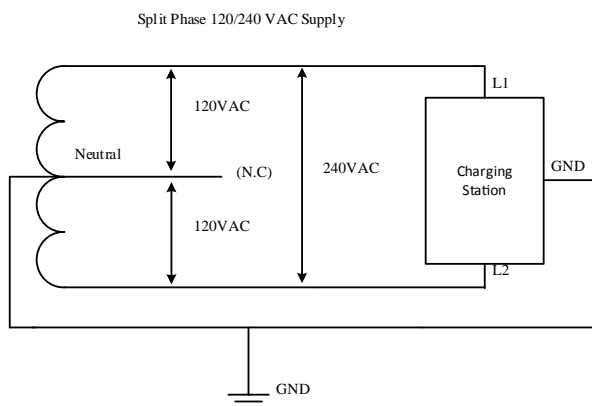 Split Phase 120/240 VAC Supply
L1
120VAC
Neutral
(N.C)
240VAC
Charging
Station
GND
120VAC
L2
GND